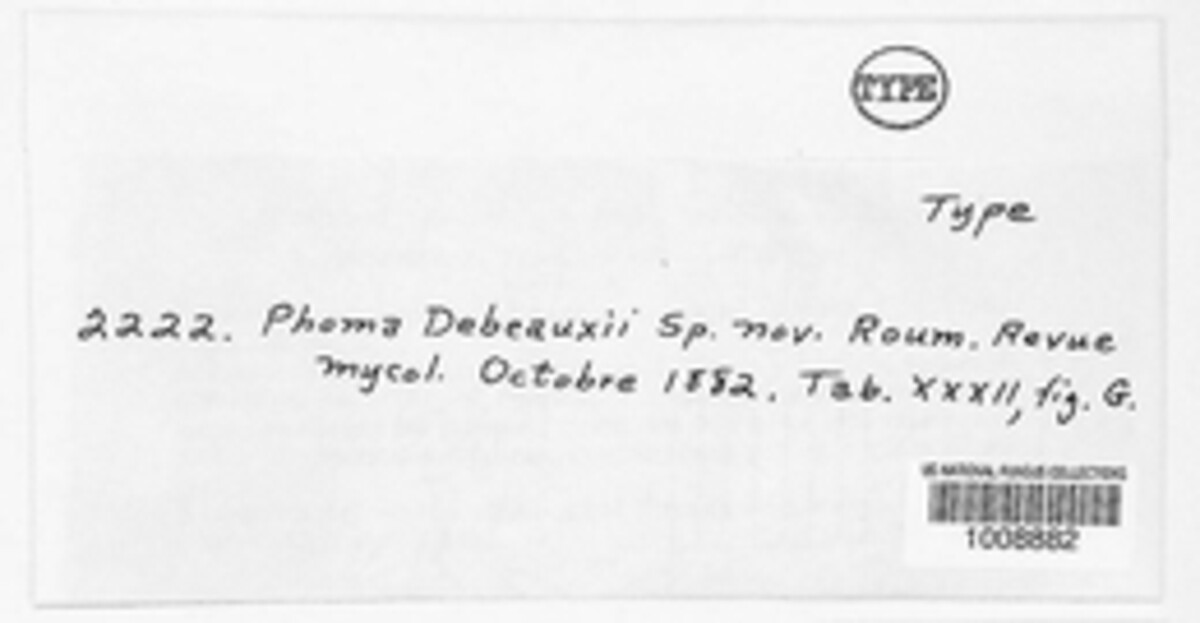 TYPE
Type
2222. Phoma Debeauxii Sp. nov. Roum. Revue
mycol. Octobre 1882. Tab. XXXII, fig. G.
US NATIONAL FUNGUS COLLECTIONS
1008882